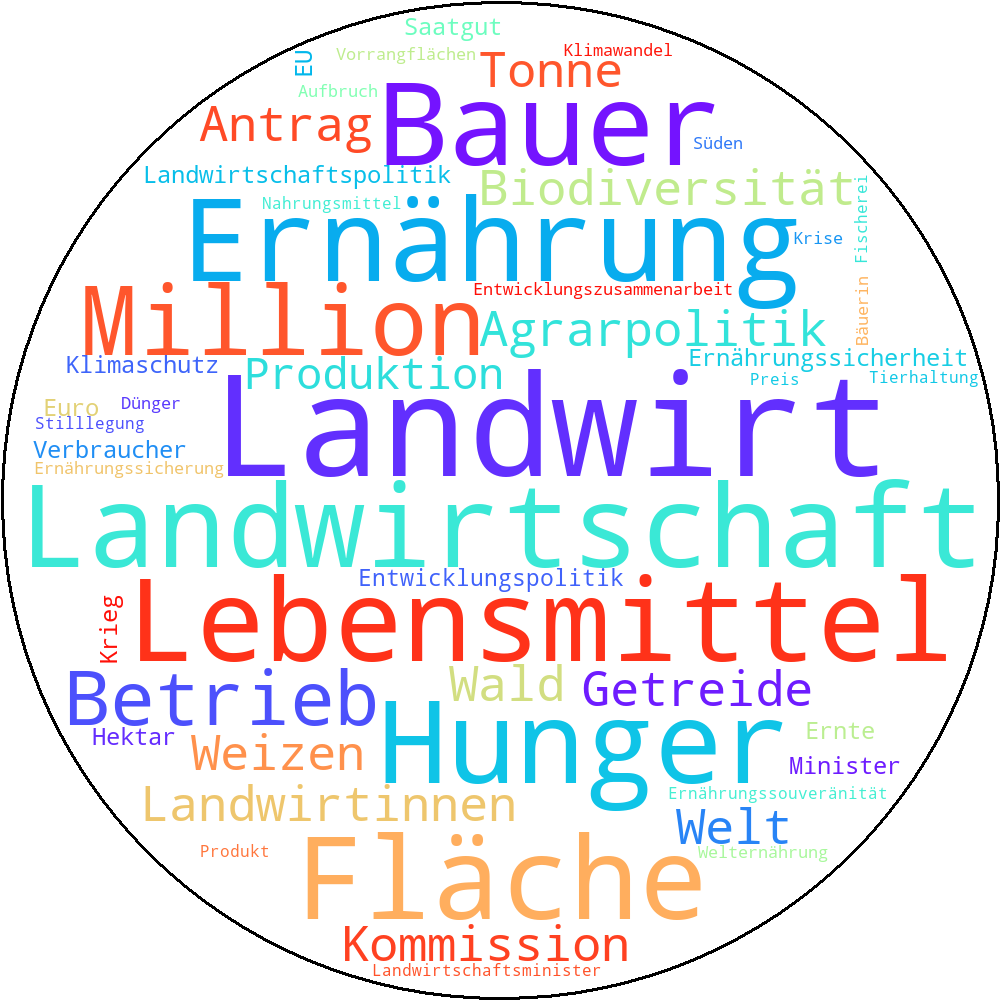 Saatgut
EU
Vorrangflächen
Klimawandel
Tonne
Aufbruch
Bauer
Antrag
Süden
Landwirtschaftspolitik
Biodiversität
Nahrungsmittel
Fischerei
Ernährung
Krise
Million
Entwicklungszusammenarbeit
Bäuerin
Agrarpolitik
Klimaschutz
Produktion
Ernährungssicherheit
Preis
Tierhaltung
Euro
Dünger
Landwirt
Stilllegung
Verbraucher
Ernährungssicherung
Landwirtschaft
Entwicklungspolitik
Krieg
Lebensmittel
Betrieb
Wald
Getreide
Hektar
Weizen
Hunger
Ernte
Minister
Ernährungssouveränität
Landwirtinnen
Welt
Produkt
Welternährung
Fläche
Kommission
Landwirtschaftsminister